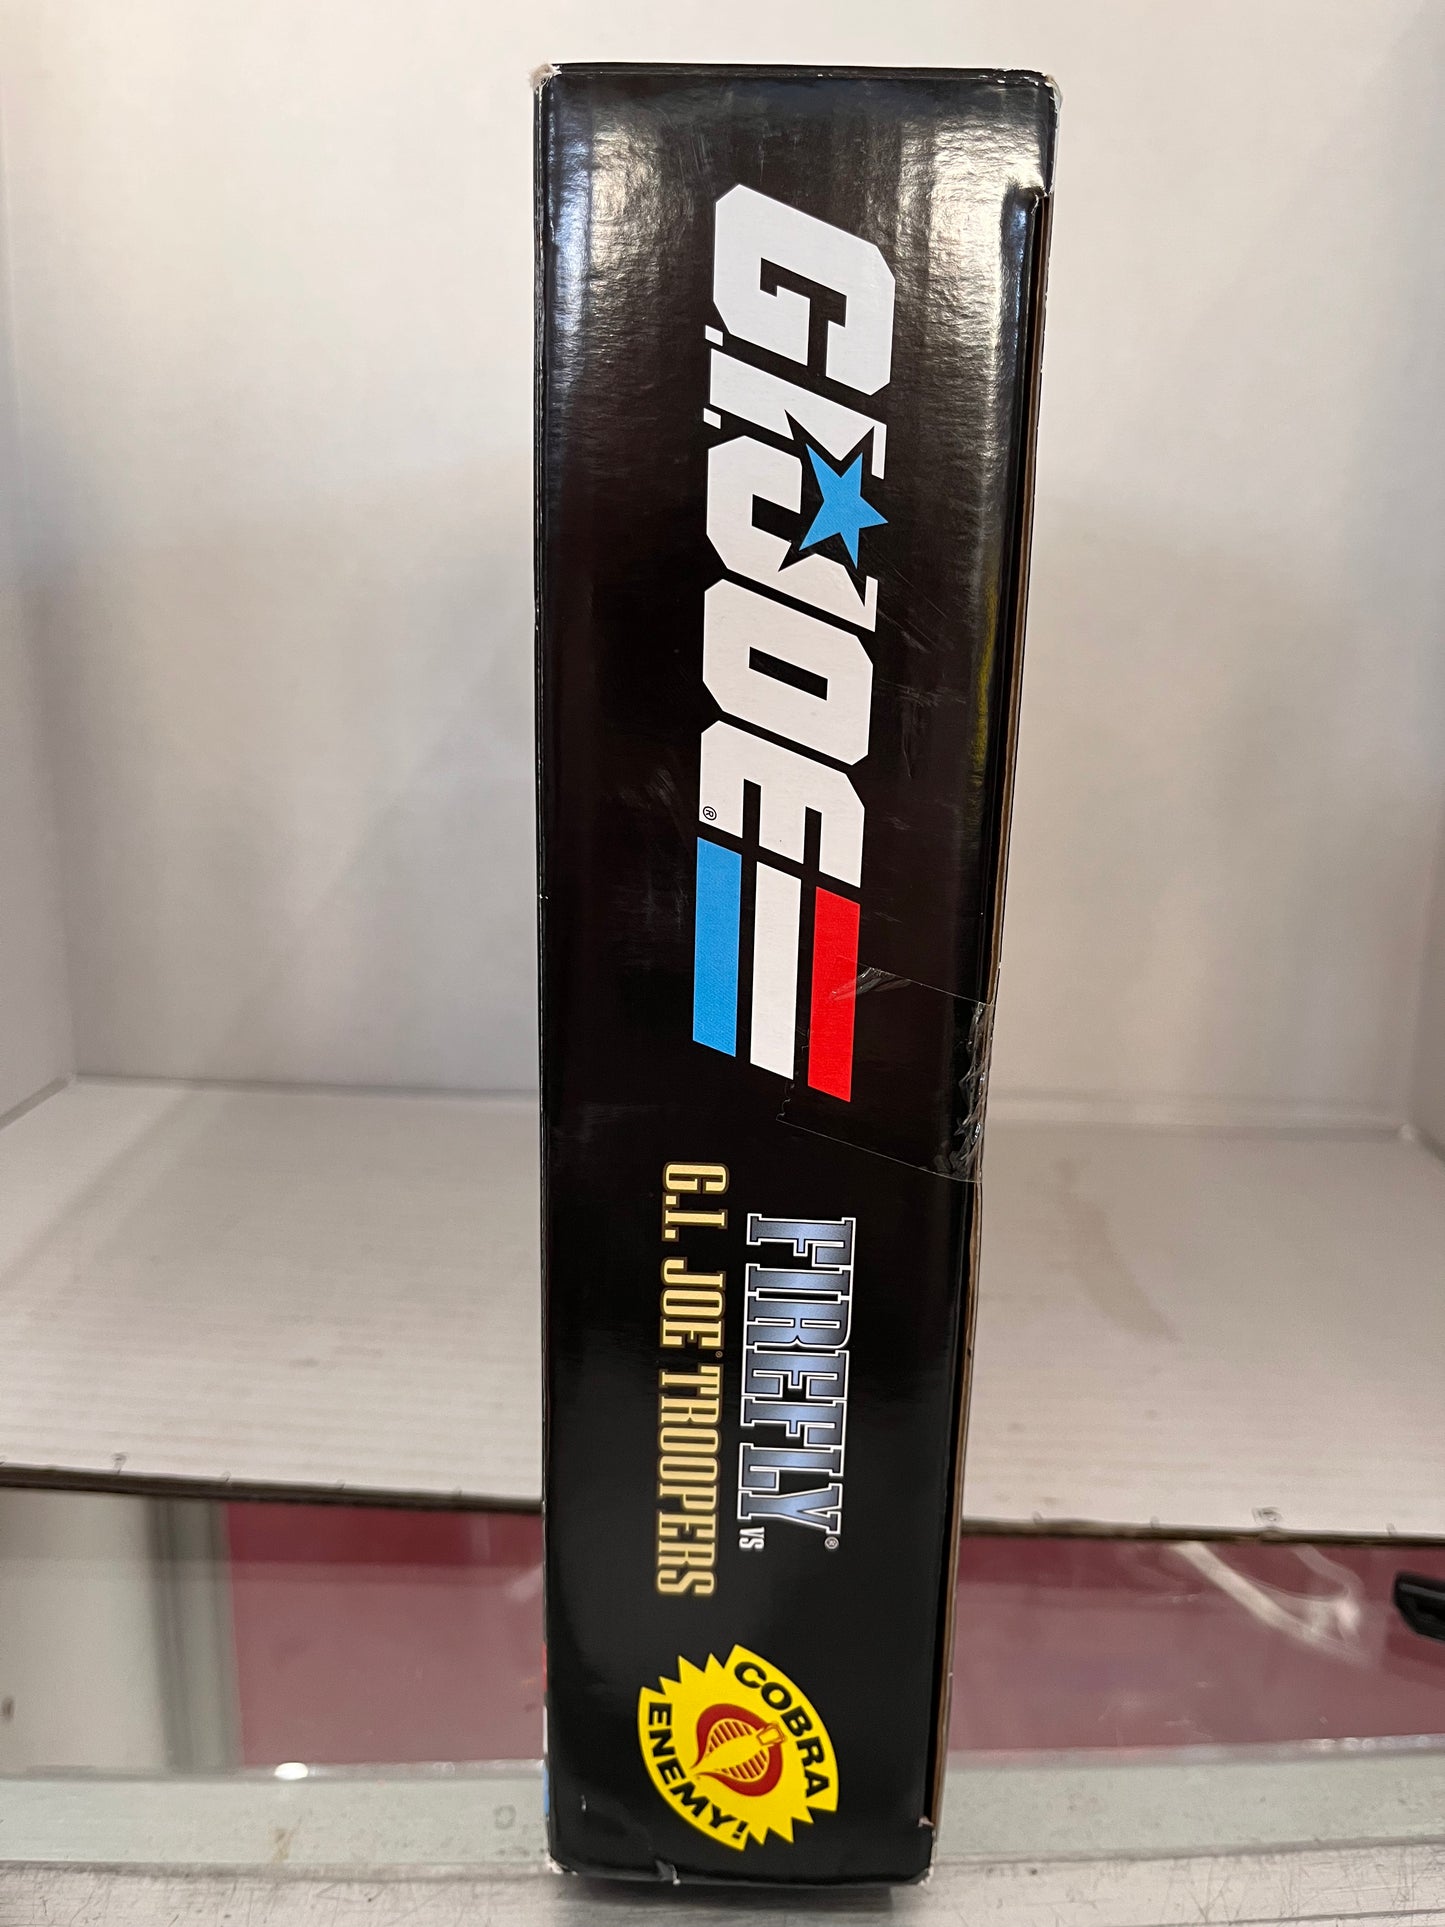 G.I. JOE®
FIREFLY® VS
G.I. JOE® TROOPERS
COBRA
ENEMY!